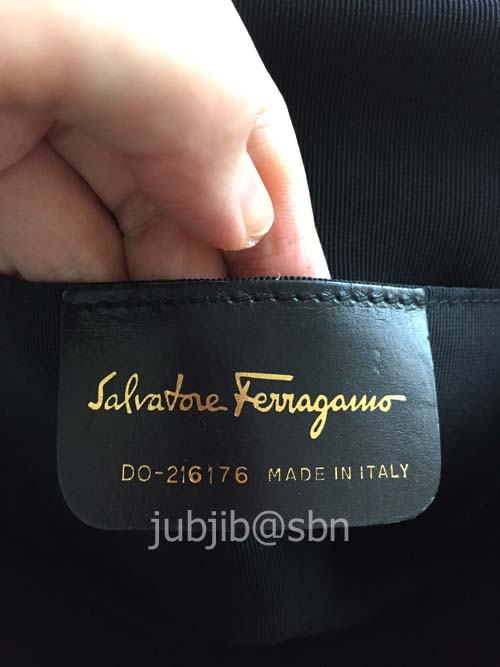 Salvatore Ferragamo
DO-216176 MADE IN ITALY
jubjib@sbn